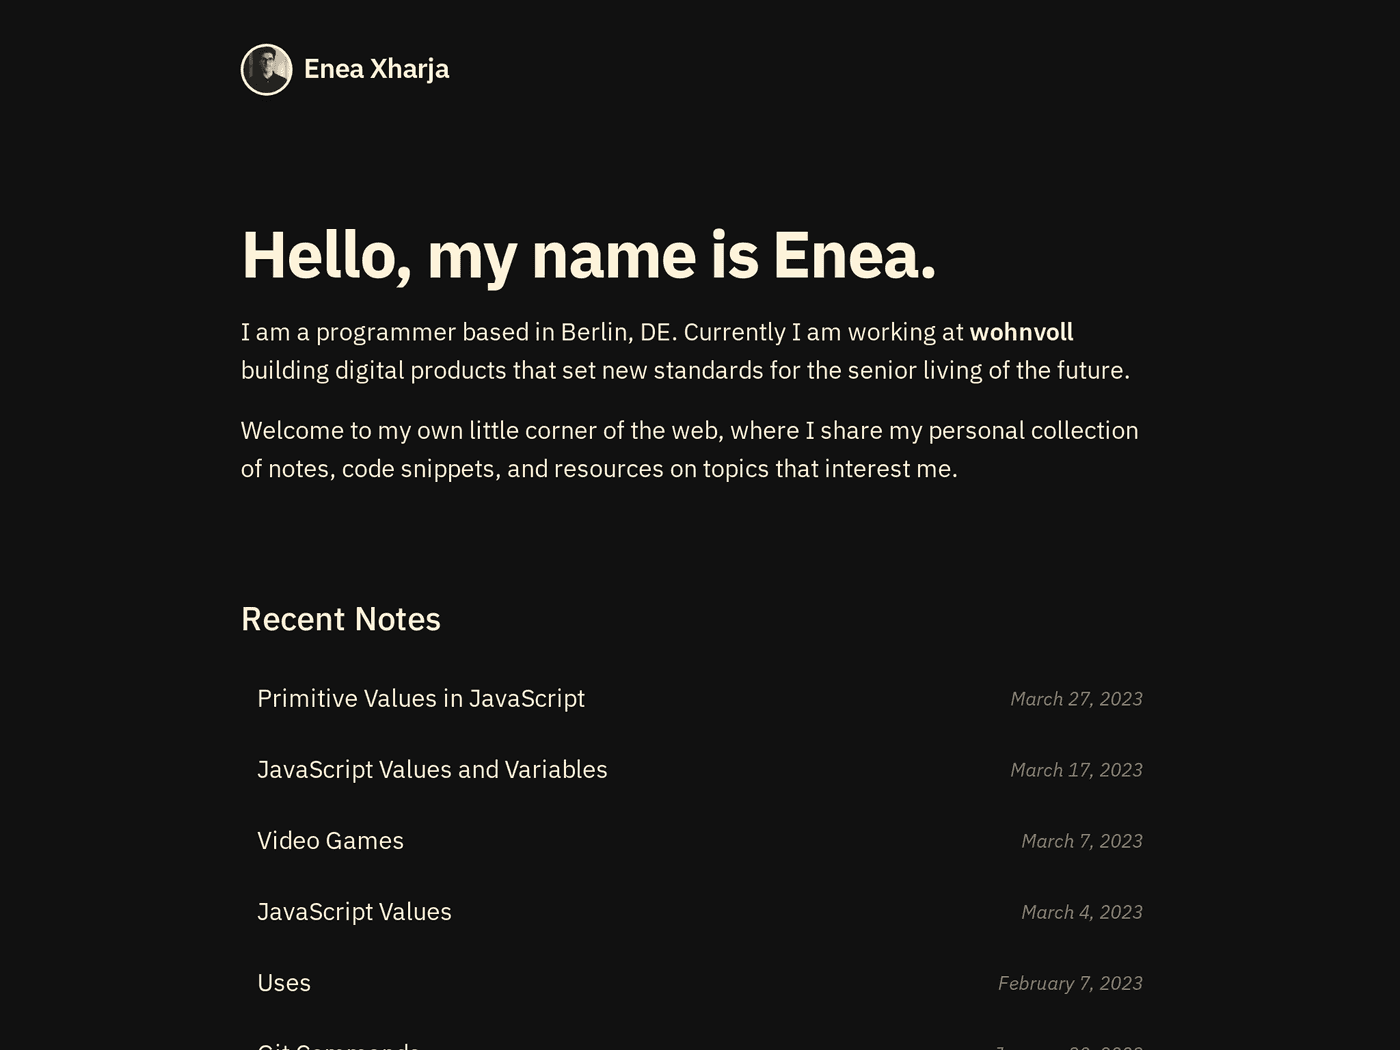 Enea Xharja
Hello, my name is Enea.
I am a programmer based in Berlin, DE. Currently I am working at wohnvoll
building digital products that set new standards for the senior living of the future.
Welcome to my own little corner of the web, where I share my personal collection
of notes, code snippets, and resources on topics that interest me.
Recent Notes
Primitive Values in JavaScript March 27, 2023
JavaScript Values and Variables March 17, 2023
Video Games March 7, 2023
JavaScript Values March 4, 2023
Uses February 7, 2023
Git Commands